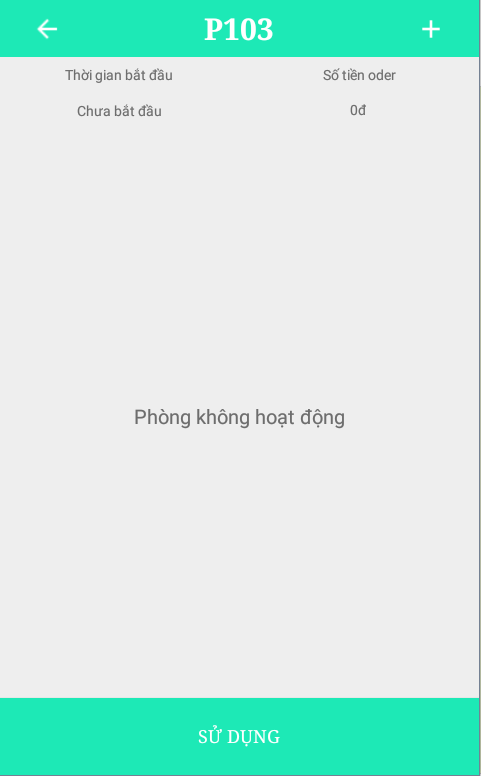 P103
Thời gian bắt đầu
Số tiền oder
Chưa bắt đầu
0đ
Phòng không hoạt động
SỬ DỤNG